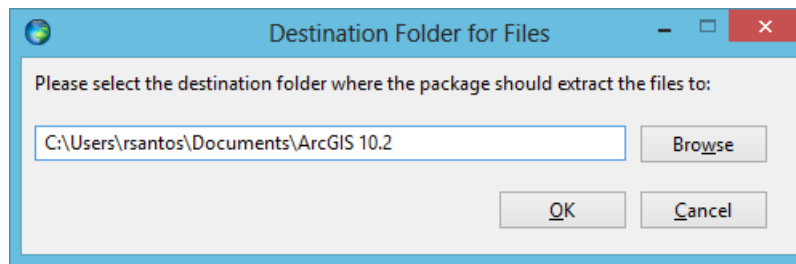 Destination Folder for Files
Please select the destination folder where the package should extract the files to:
C:\Users\rsantos\Documents\ArcGIS 10.2
Browse
OK
Cancel